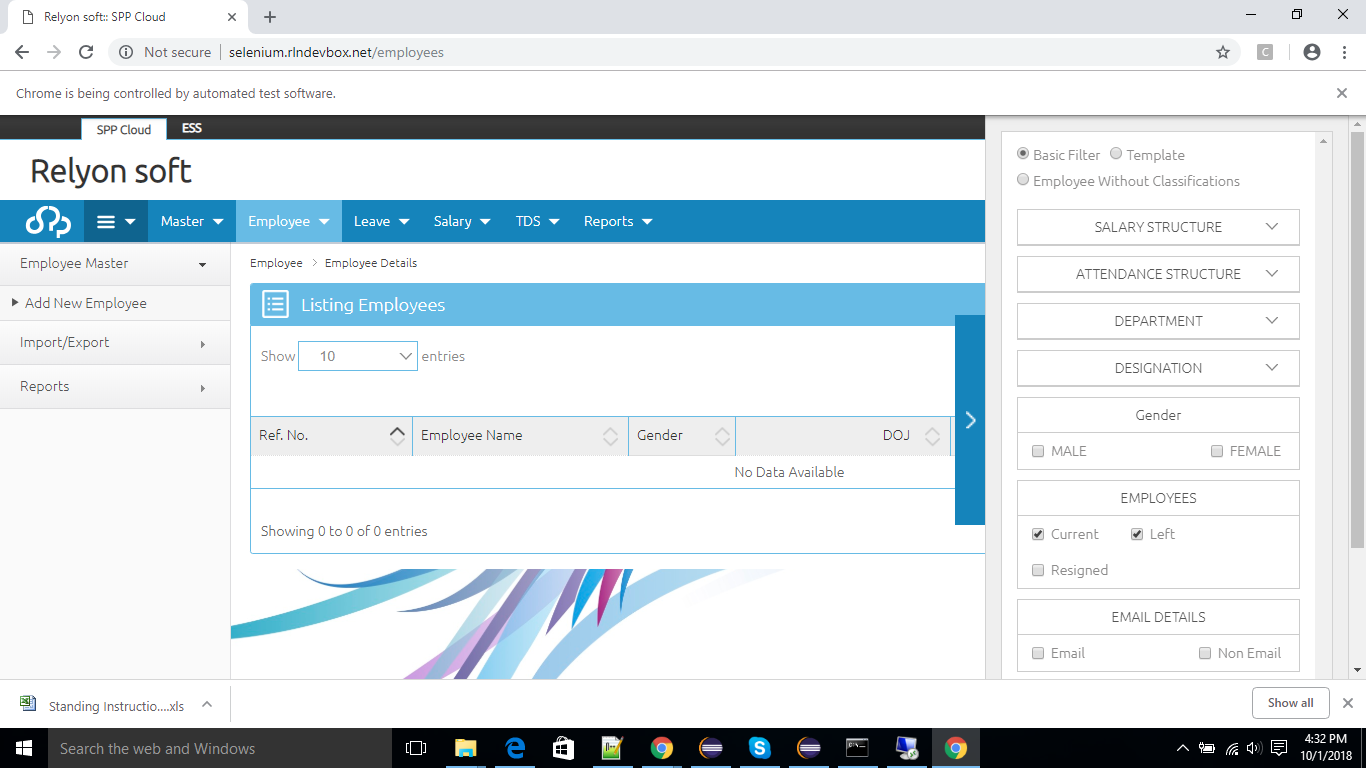 Relyon soft:: SPP Cloud
Not secure
selenium.rlndevbox.net/employees
C
Chrome is being controlled by automated test software.
SPP Cloud
ESS
Relyon soft
Master
Employee
Leave
Salary
TDS
Reports
Employee Master
Add New Employee
Import/Export
Reports
Employee > Employee Details
Listing Employees
Show 10 entries
Ref. No.
Employee Name
Gender
DOJ
No Data Available
Showing 0 to 0 of 0 entries
Basic Filter
Template
Employee Without Classifications
SALARY STRUCTURE
ATTENDANCE STRUCTURE
DEPARTMENT
DESIGNATION
Gender
MALE
FEMALE
EMPLOYEES
Current
Left
Resigned
EMAIL DETAILS
Email
Non Email
Standing Instructio....xls
Show all
Search the web and Windows
4:32 PM
10/1/2018